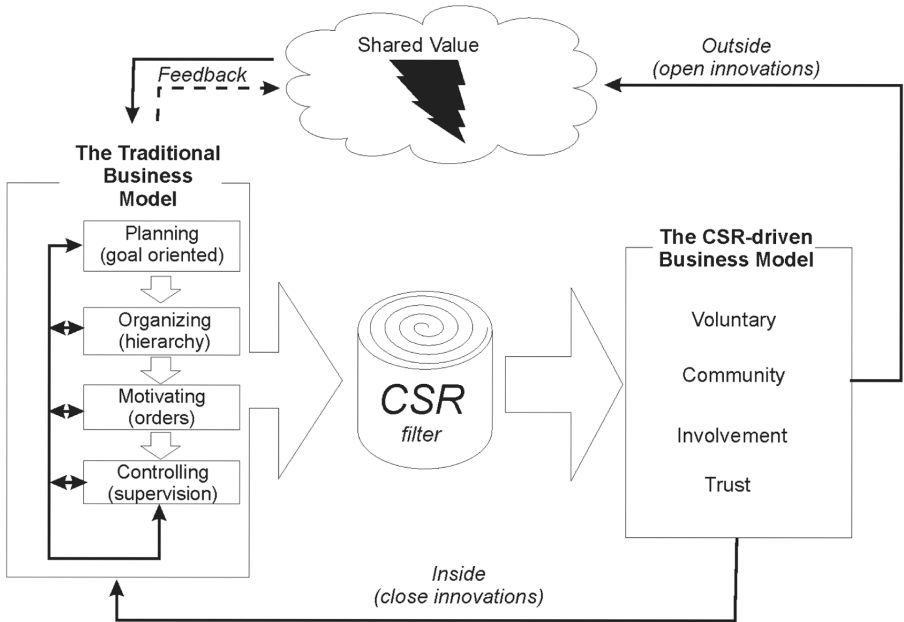 Shared Value
Outside
(open innovations)
Feedback
The Traditional
Business
Model
Planning
(goal oriented)
Organizing
(hierarchy)
Motivating
(orders)
Controlling
(supervision)
CSR
filter
The CSR-driven
Business Model
Voluntary
Community
Involvement
Trust
Inside
(close innovations)